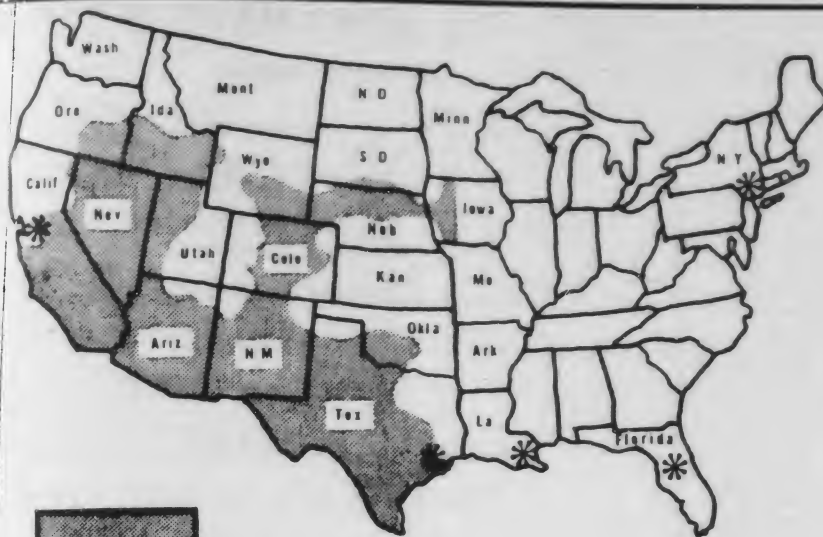 Wash
Mont
N D
Minn
Ore
Ida
Wyo
S D
N Y
Calif
Nev
Utah
Colo
Neb
Iowa
Kan
Mo
Ariz
N M
Okla
Ark
Tex
La
Florida